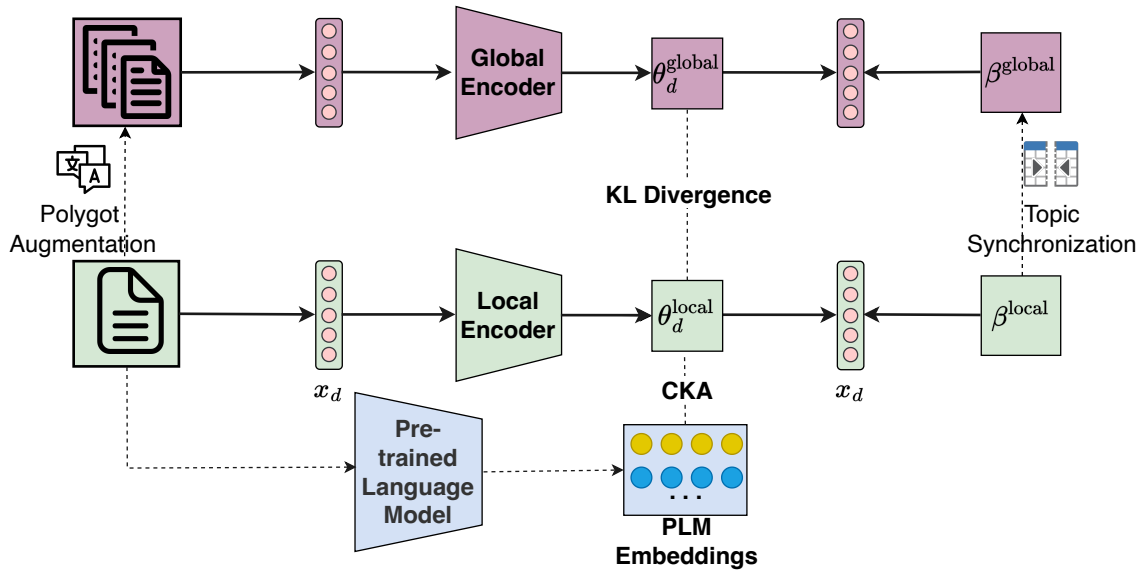 Global
Encoder
θ_d^global
β^global
文
A
KL Divergence
Polygot
Augmentation
Topic
Synchronization
Local
Encoder
θ_d^local
β^local
x_d
x_d
CKA
Pre-
trained
Language
Model
. . .
PLM
Embeddings